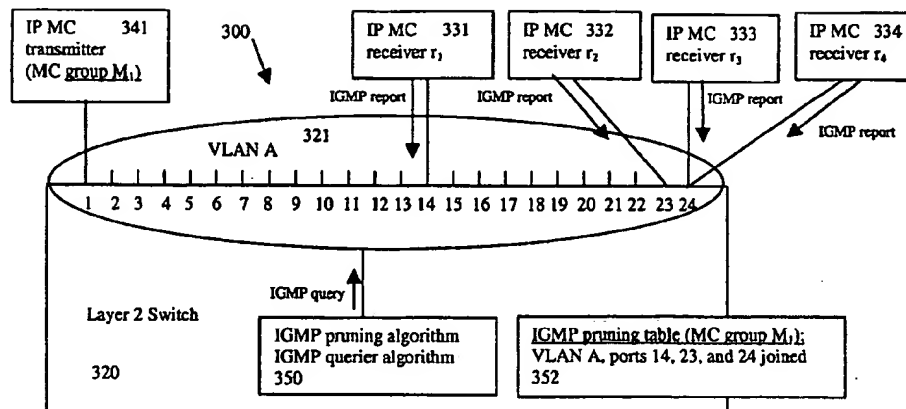 300
IP MC 341
transmitter
(MC group M₁)
IP MC 331
receiver r₁
IP MC 332
receiver r₂
IP MC 333
receiver r₃
IP MC 334
receiver r₄
IGMP report
IGMP report
IGMP report
IGMP report
VLAN A 321
1 2 3 4 5 6 7 8 9 10 11 12 13 14 15 16 17 18 19 20 21 22 23 24
IGMP query
Layer 2 Switch
320
IGMP pruning algorithm
IGMP querier algorithm
350
IGMP pruning table (MC group M₁):
VLAN A, ports 14, 23, and 24 joined
352